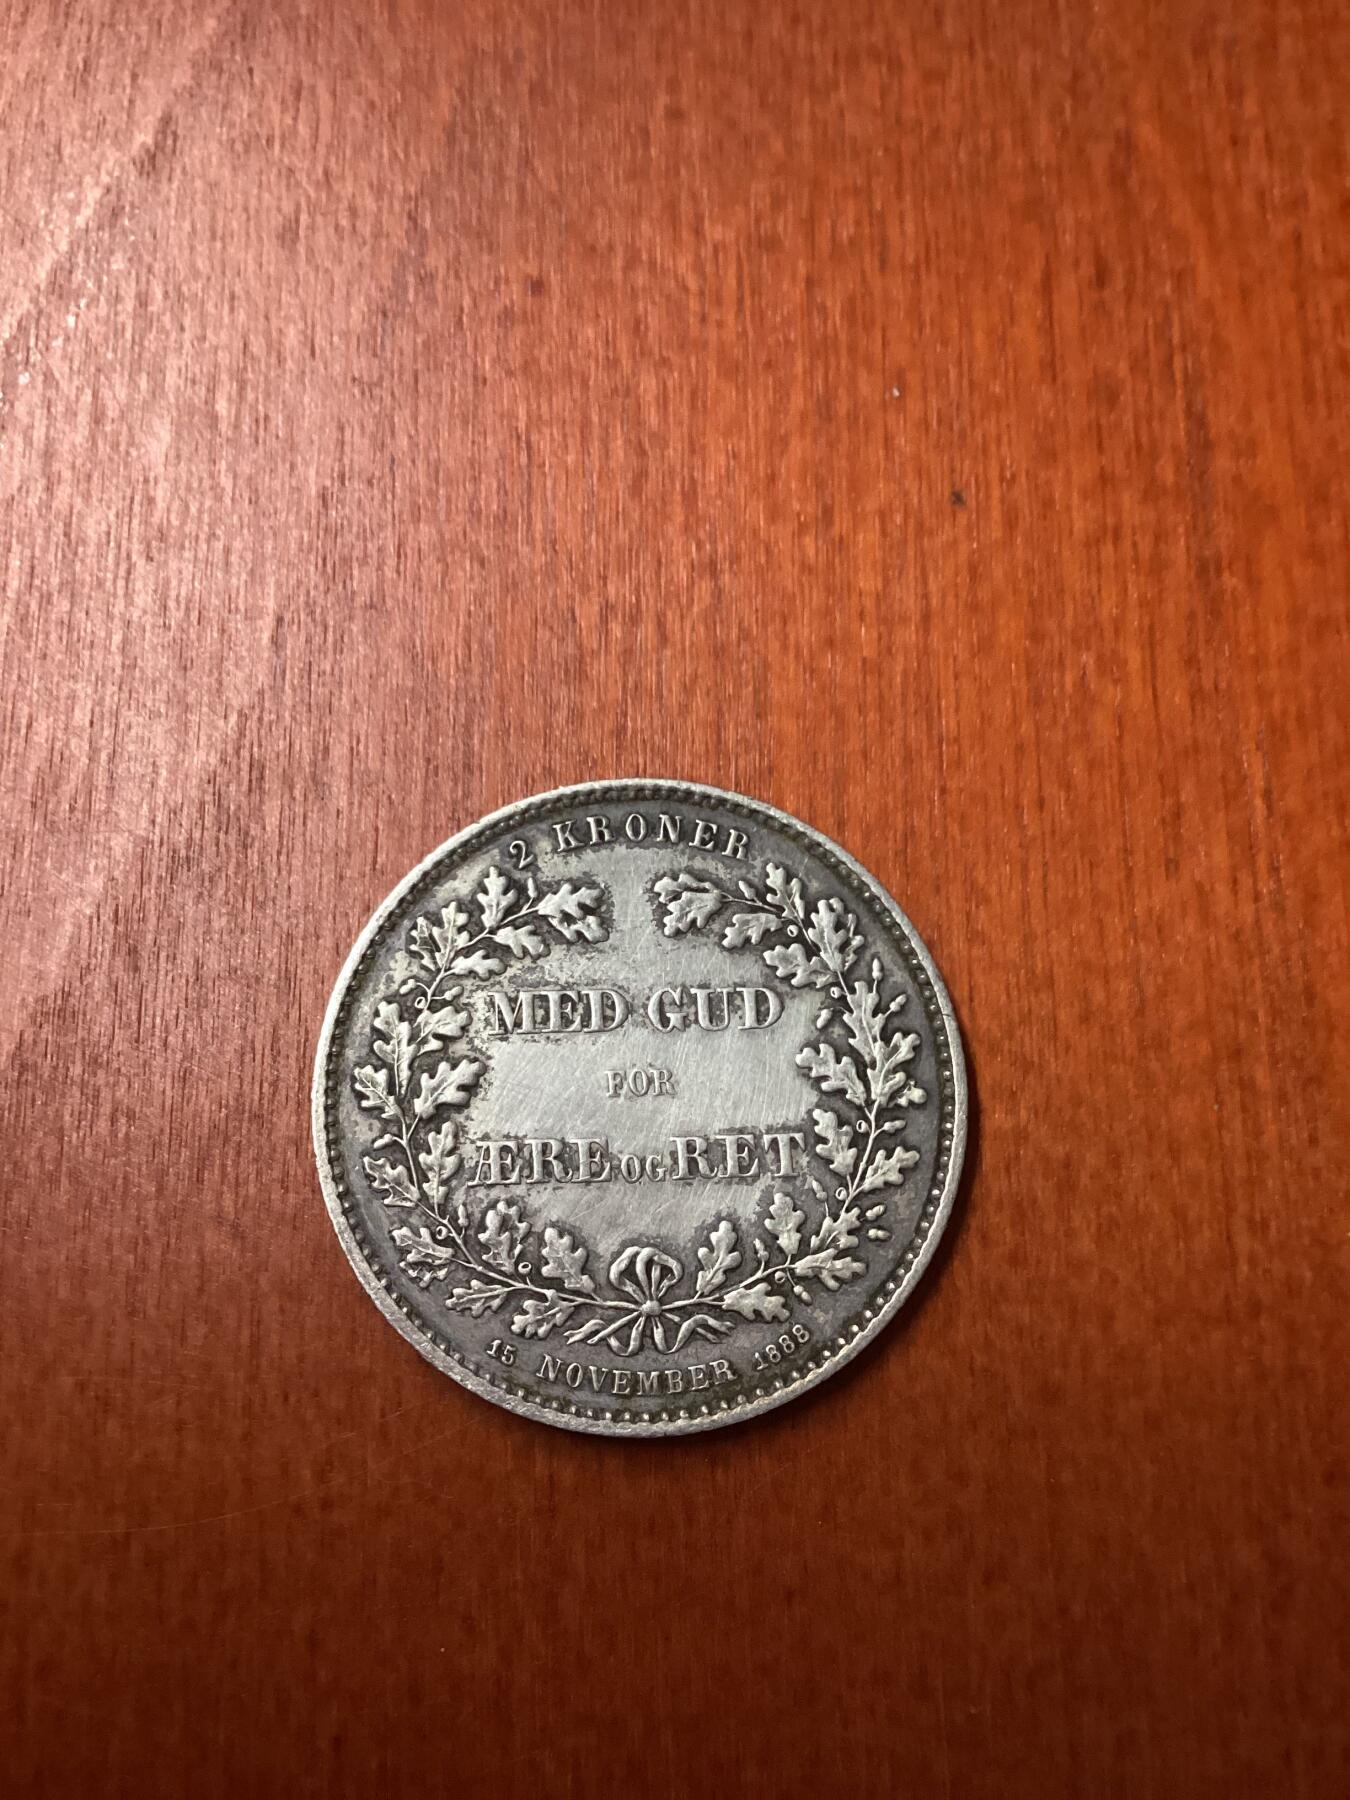 2 KRONER
MED GUD
FOR
ÆRE OG RET
15 NOVEMBER 1888